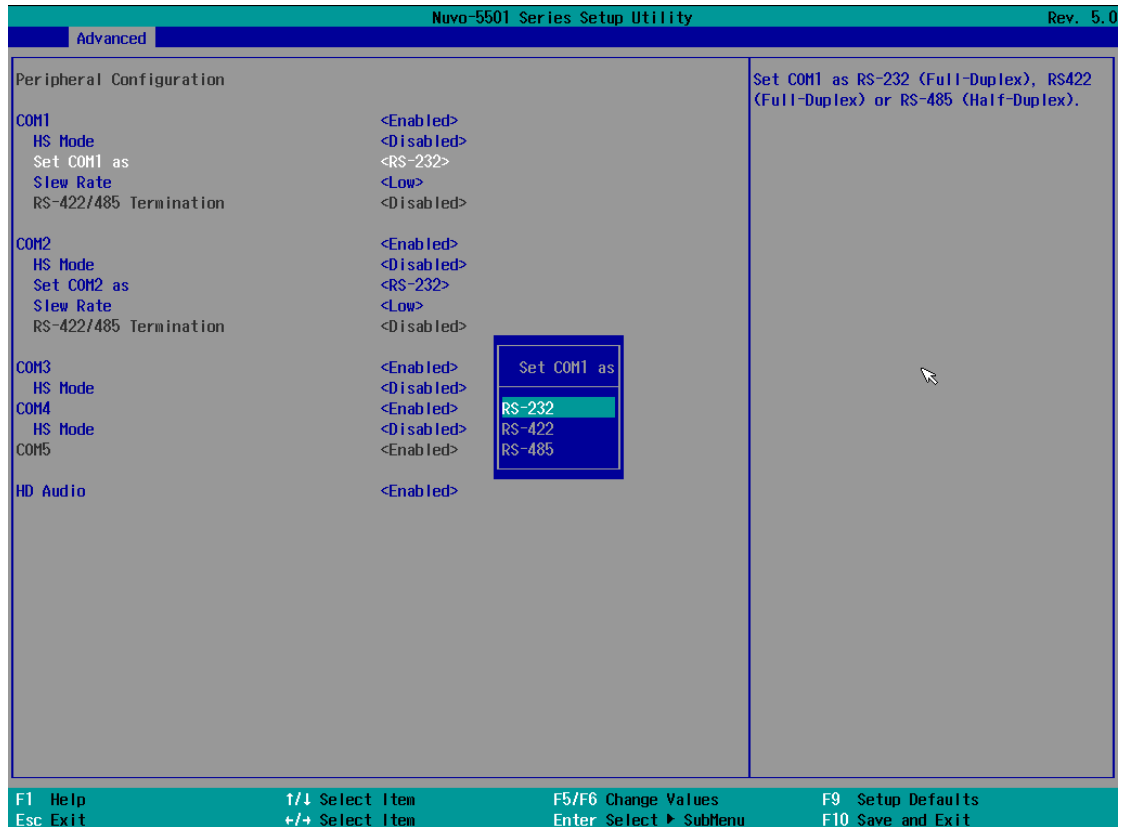 Nuvo-5501 Series Setup Utility Rev. 5.0
Advanced
Peripheral Configuration
COM1 <Enabled>
HS Mode <Disabled>
Set COM1 as <RS-232>
Slew Rate <Low>
RS-422/485 Termination <Disabled>
COM2 <Enabled>
HS Mode <Disabled>
Set COM2 as <RS-232>
Slew Rate <Low>
RS-422/485 Termination <Disabled>
COM3 <Enabled>
HS Mode <Disabled>
COM4 <Enabled>
HS Mode <Disabled>
COM5 <Enabled>
HD Audio <Enabled>
Set COM1 as
RS-232
RS-422
RS-485
Set COM1 as RS-232 (Full-Duplex), RS422
(Full-Duplex) or RS-485 (Half-Duplex).
F1 Help ↑/↓ Select Item F5/F6 Change Values F9 Setup Defaults
Esc Exit ←/→ Select Item Enter Select ▶ SubMenu F10 Save and Exit